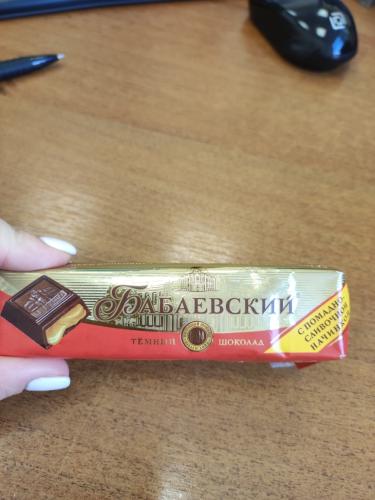 БАБАЕВСКИЙ
ТЁМНЫЙ ШОКОЛАД
С ПОМАДНО-
СЛИВОЧНОЙ
НАЧИНКОЙ